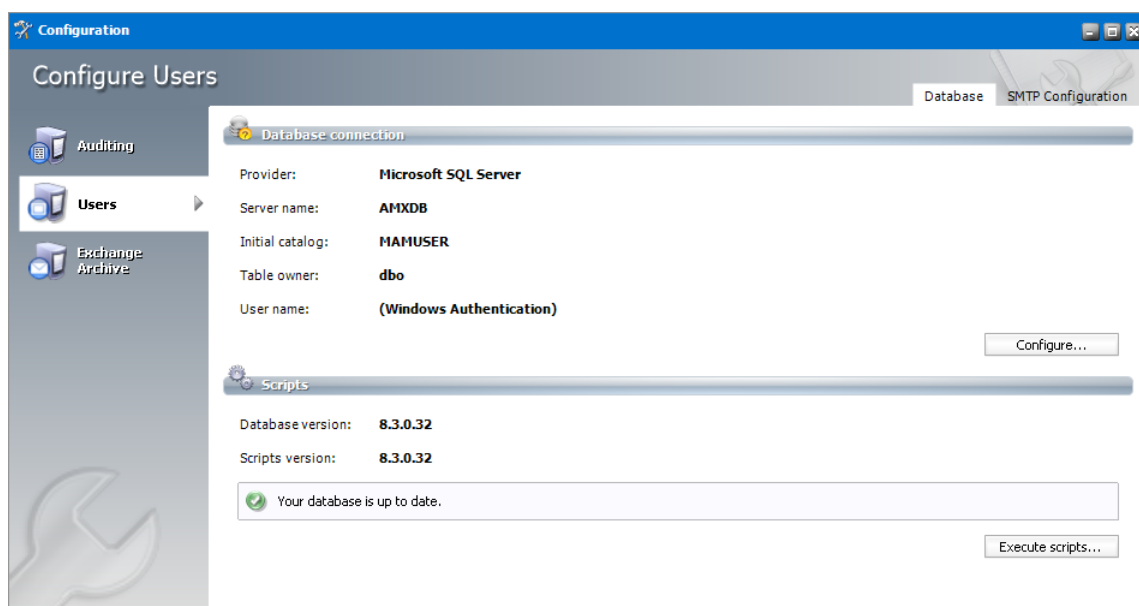 Configuration
Configure Users
Database SMTP Configuration
Auditing
Users
Exchange
Archive
Database connection
Provider: Microsoft SQL Server
Server name: AMXDB
Initial catalog: MAMUSER
Table owner: dbo
User name: (Windows Authentication)
Configure...
Scripts
Database version: 8.3.0.32
Scripts version: 8.3.0.32
Your database is up to date.
Execute scripts...